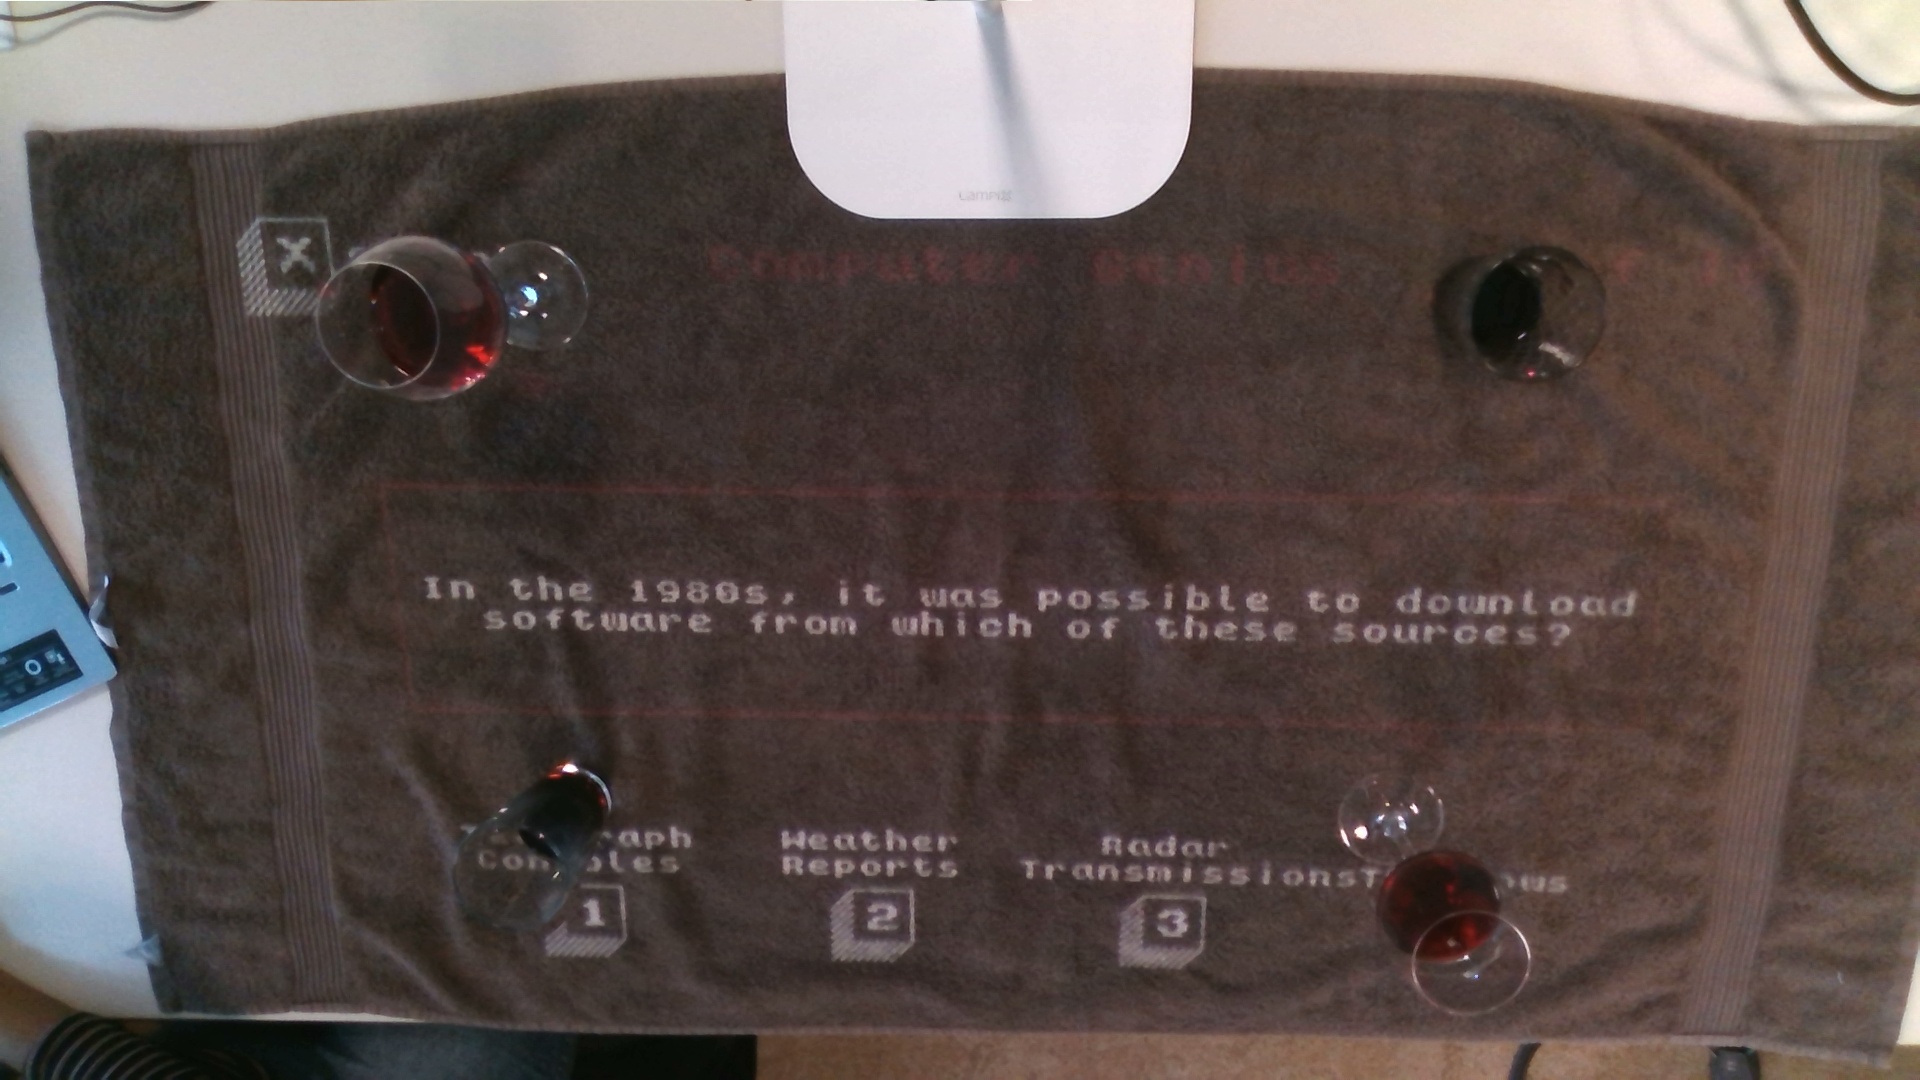 X
Computer Genius
In the 1980s, it was possible to download
software from which of these sources?
Weather
Reports
Radar
Transmissions
1
2
3